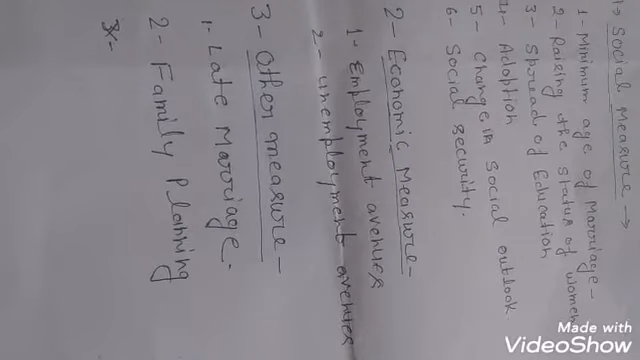 1) Social Measure →
1- Minimum age of Marriage-
2- Raising the status of women
3- Spread of Education
4- Adoption
5- Change in Social outlook
6- Social Security.
2- Economic Measure-
1- Employment avenues
2- unemployment avenues
3- Other measure-
1- Late Marriage.
2- Family Planning
3-
Made with
VideoShow